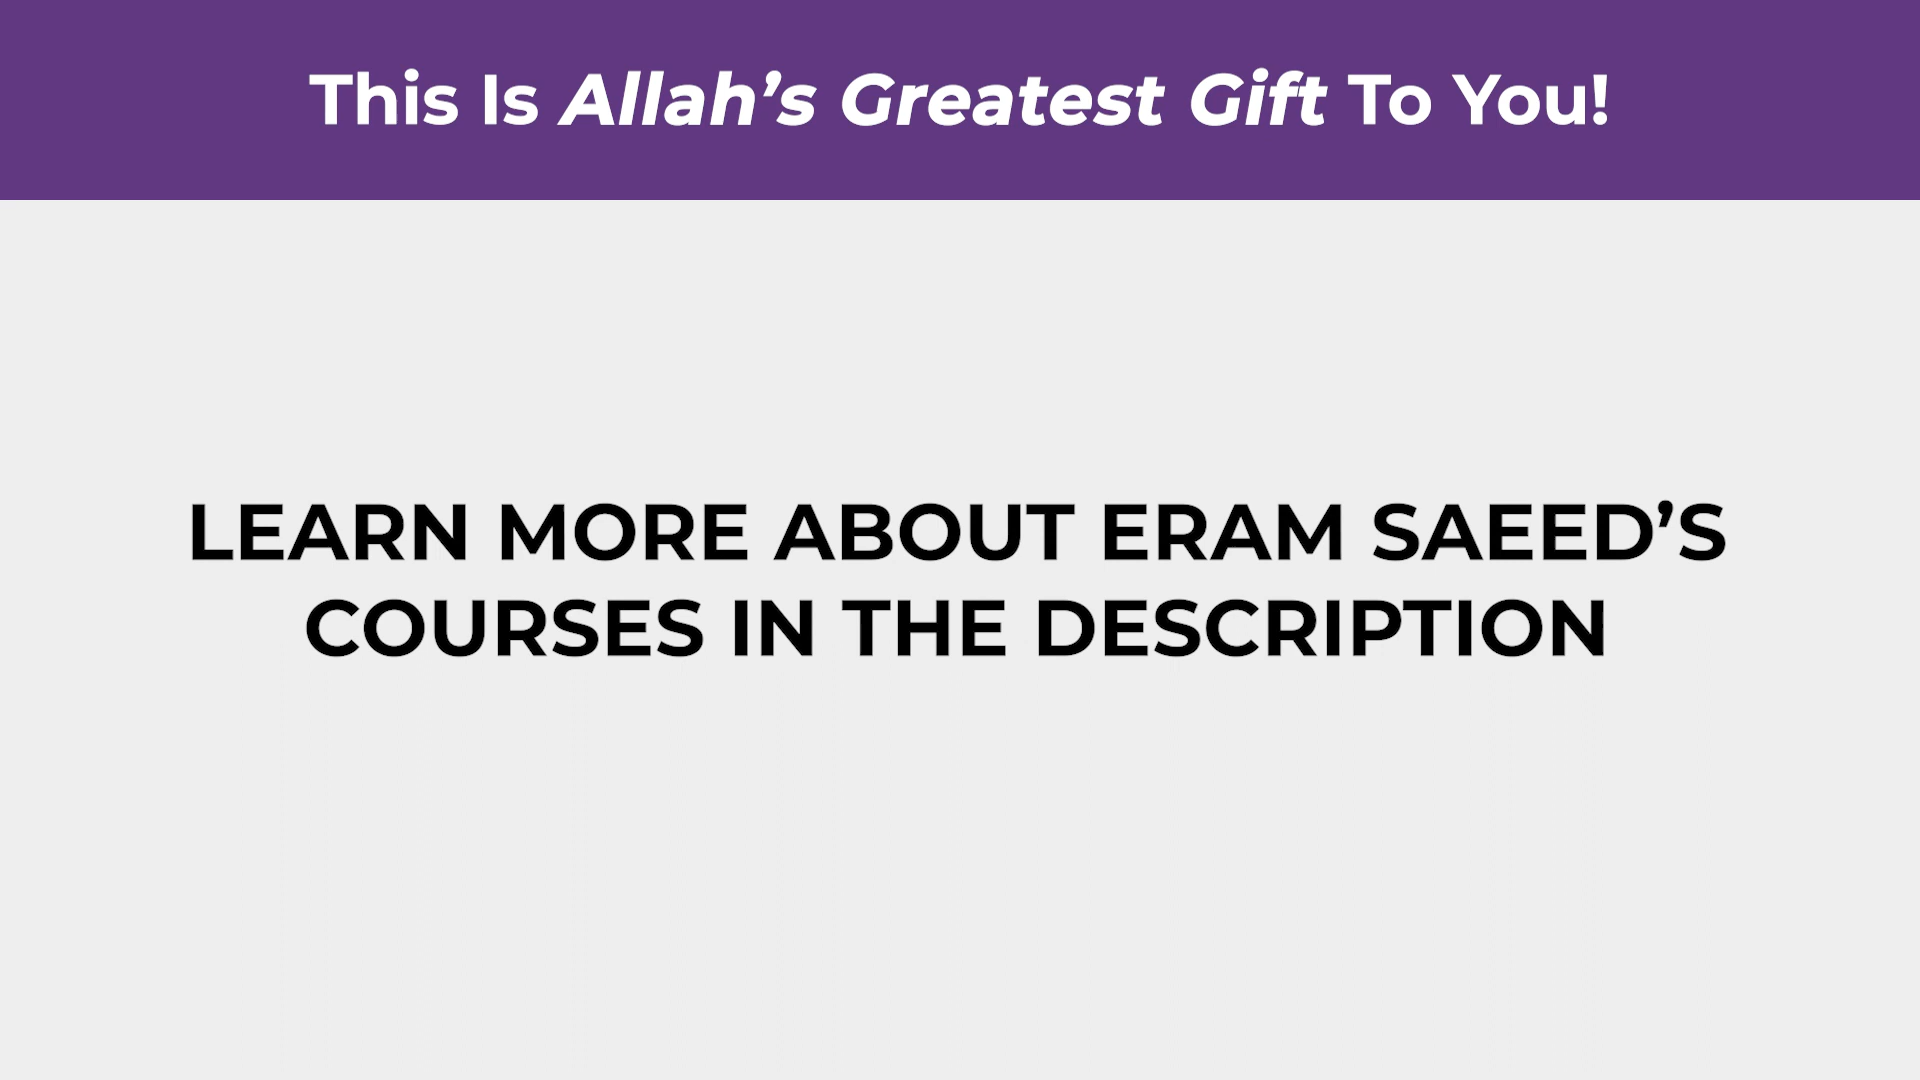 This Is Allah’s Greatest Gift To You!
LEARN MORE ABOUT ERAM SAEED’S
COURSES IN THE DESCRIPTION